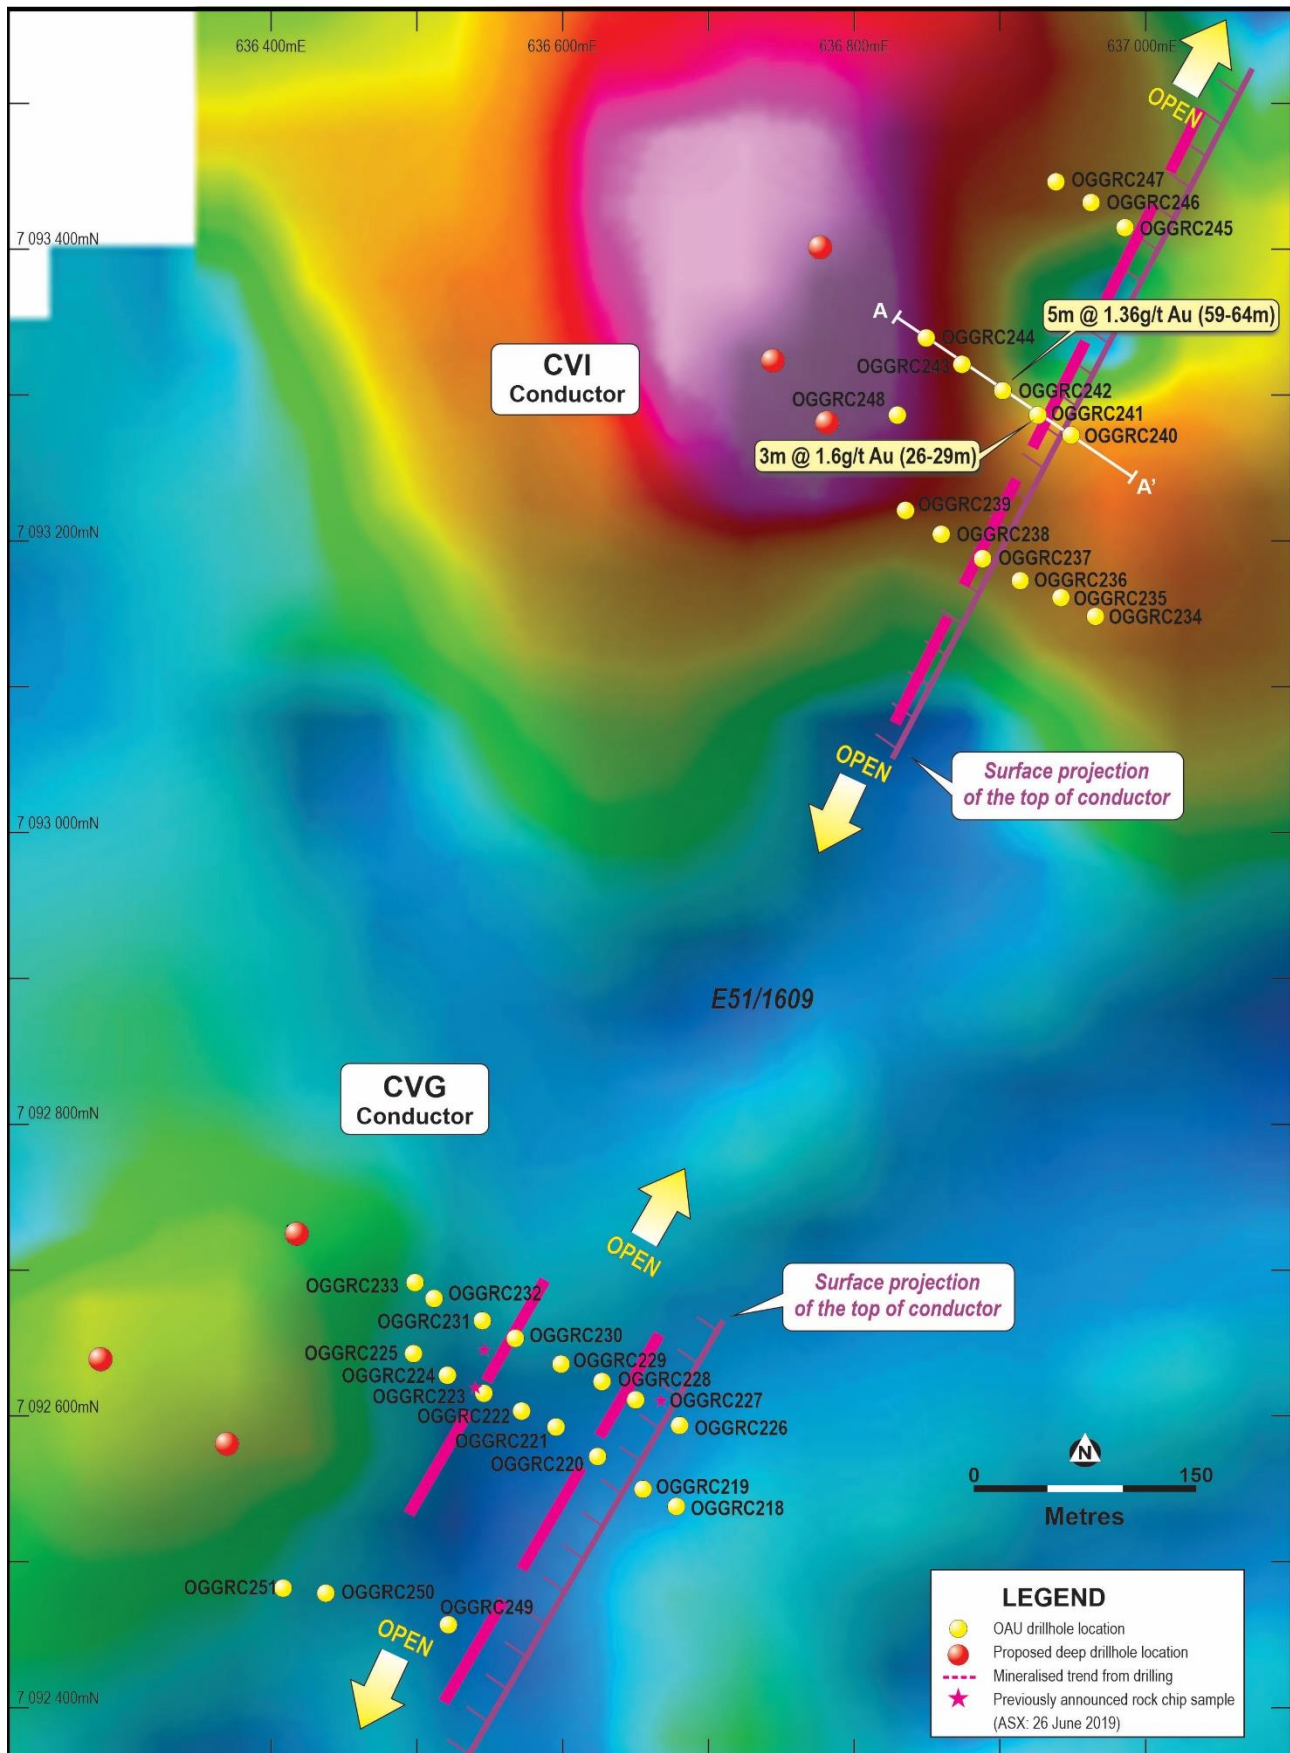 636 400mE
636 600mE
636 800mE
637 000mE
OPEN
OGGRC247
OGGRC246
OGGRC245
7 093 400mN
A
5m @ 1.36g/t Au (59-64m)
OGGRC244
CVI
Conductor
OGGRC243
OGGRC242
OGGRC248
OGGRC241
OGGRC240
3m @ 1.6g/t Au (26-29m)
A'
OGGRC239
7 093 200mN
OGGRC238
OGGRC237
OGGRC236
OGGRC235
OGGRC234
OPEN
Surface projection
of the top of conductor
7 093 000mN
E51/1609
CVG
Conductor
7 092 800mN
OPEN
OGGRC233
OGGRC232
Surface projection
of the top of conductor
OGGRC231
OGGRC230
OGGRC225
OGGRC229
OGGRC224
OGGRC228
OGGRC223
OGGRC227
7 092 600mN
OGGRC222
OGGRC226
OGGRC221
OGGRC220
N
0 150
Metres
OGGRC219
OGGRC218
OGGRC251
OGGRC250
OGGRC249
OPEN
7 092 400mN
LEGEND
OAU drillhole location
Proposed deep drillhole location
Mineralised trend from drilling
Previously announced rock chip sample
(ASX: 26 June 2019)